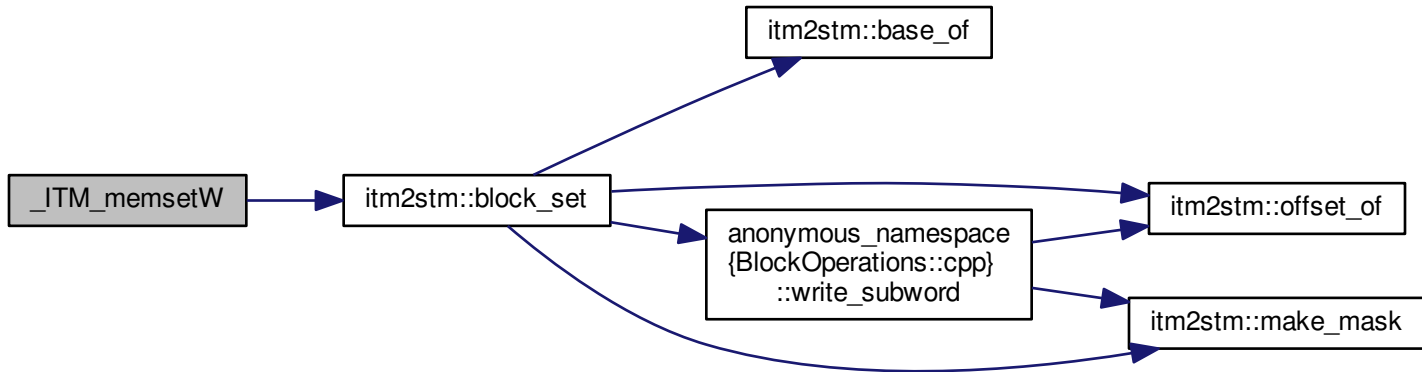 _ITM_memsetW
itm2stm::block_set
itm2stm::base_of
anonymous_namespace
{BlockOperations::cpp}
::write_subword
itm2stm::offset_of
itm2stm::make_mask